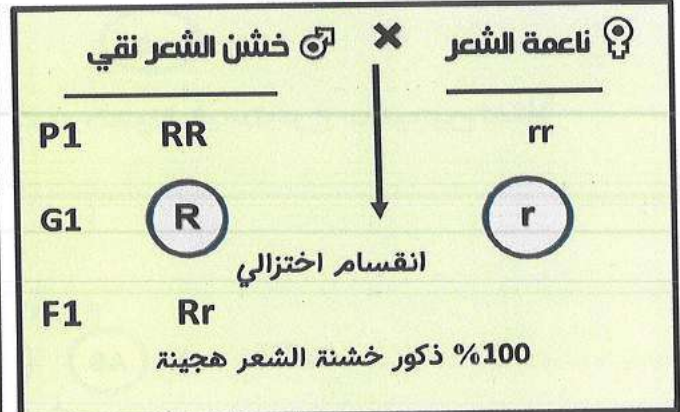 ♀ ناعمة الشعر × ♂ خشن الشعر نقي
P1 RR rr
G1 R r
انقسام اختزالي
F1 Rr
100% ذكور خشنة الشعر هجينة